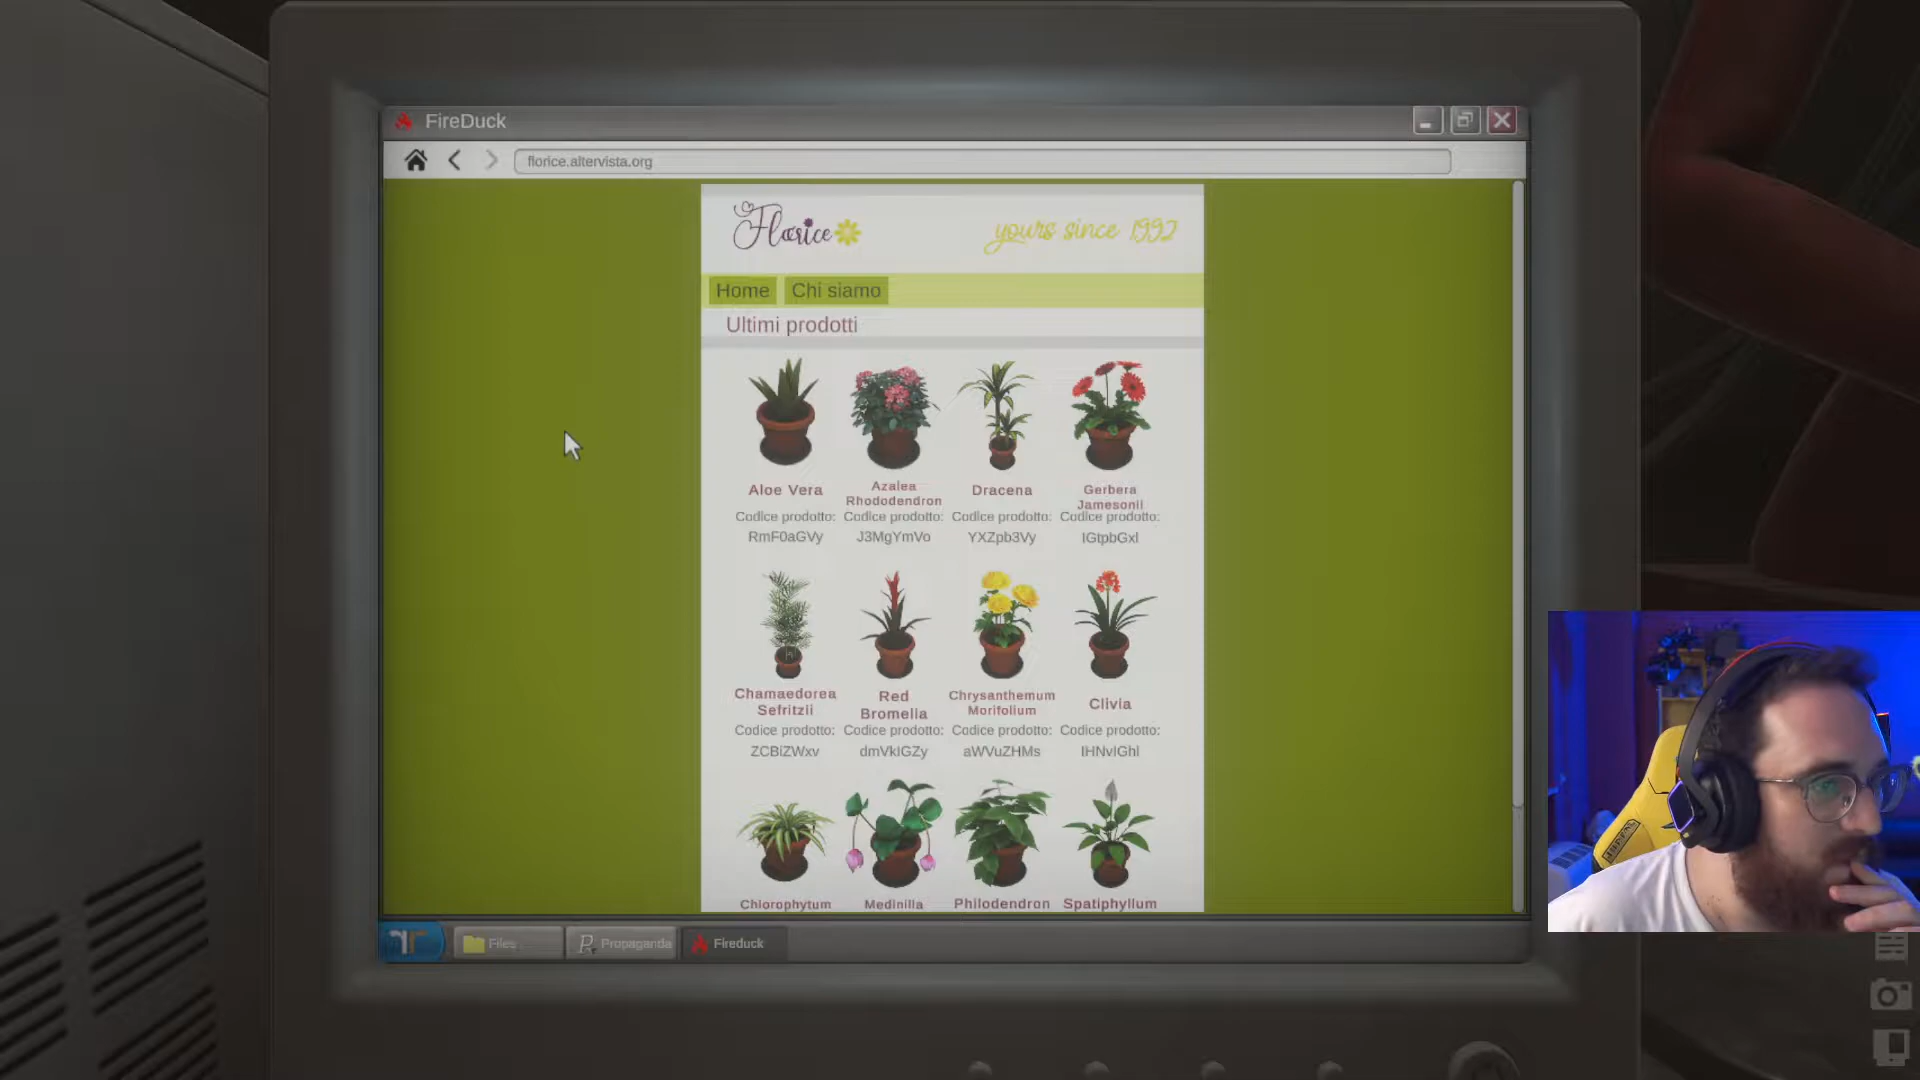 FireDuck
florice.altervista.org
Florice
yours since 1992
Home Chi siamo
Ultimi prodotti
Aloe Vera
Codice prodotto:
RmF0aGVy
Azalea
Rhododendron
Codice prodotto:
J3MgYmVo
Dracena
Codice prodotto:
YXZpb3Vy
Gerbera
Jamesonii
Codice prodotto:
IGtpbGxl
Chamaedorea
Sefritzii
Codice prodotto:
ZCBiZWxv
Red
Bromelia
Codice prodotto:
dmVkIGZy
Chrysanthemum
Morifolium
Codice prodotto:
aWVuZHMs
Clivia
Codice prodotto:
IHNvIGhl
Chlorophytum
Medinilla
Philodendron
Spatiphyllum
Files
Propaganda
Fireduck